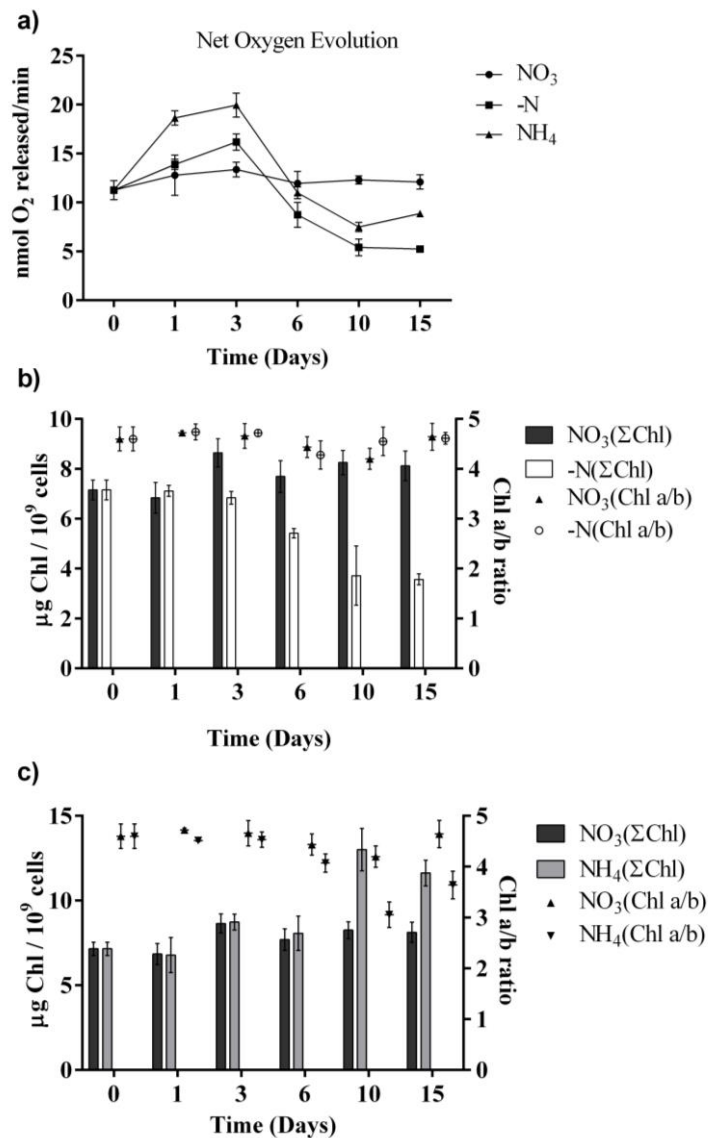 a)
Net Oxygen Evolution
nmol O₂ released/min
25
20
15
10
5
0
0 1 3 6 10 15
Time (Days)
NO₃
-N
NH₄
b)
µg Chl / 10⁹ cells
10
8
6
4
2
0
0 1 3 6 10 15
Time (Days)
5
4
3
2
1
0
Chl a/b ratio
NO₃(ΣChl)
-N(ΣChl)
NO₃(Chl a/b)
-N(Chl a/b)
c)
µg Chl / 10⁹ cells
15
10
5
0
0 1 3 6 10 15
Time (Days)
5
4
3
2
1
0
Chl a/b ratio
NO₃(ΣChl)
NH₄(ΣChl)
NO₃(Chl a/b)
NH₄(Chl a/b)